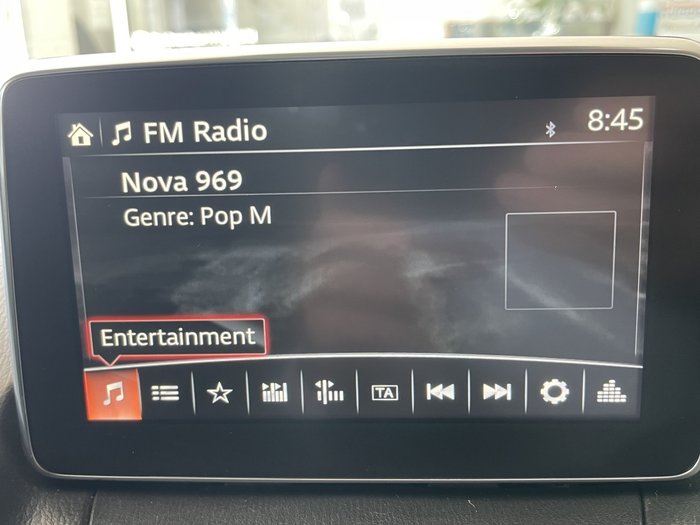 FM Radio 8:45
Nova 969
Genre: Pop M
Entertainment
TA